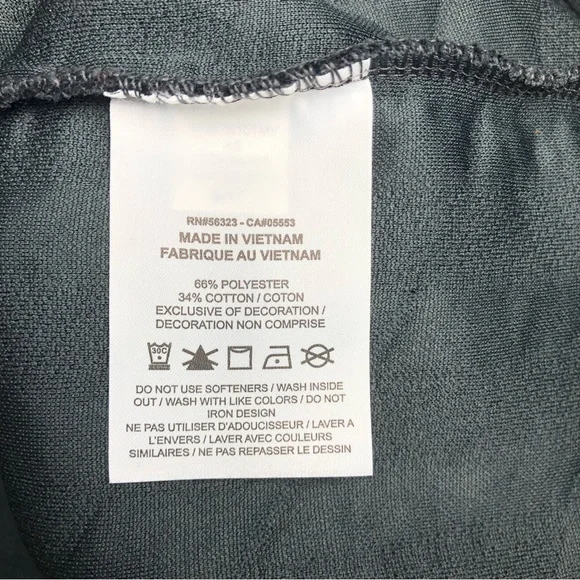 RN#56323 - CA#05553
MADE IN VIETNAM
FABRIQUE AU VIETNAM
66% POLYESTER
34% COTTON / COTON
EXCLUSIVE OF DECORATION /
DECORATION NON COMPRISE
30C
DO NOT USE SOFTENERS / WASH INSIDE
OUT / WASH WITH LIKE COLORS / DO NOT
IRON DESIGN
NE PAS UTILISER D'ADOUCISSEUR / LAVER A
L'ENVERS / LAVER AVEC COULEURS
SIMILAIRES / NE PAS REPASSER LE DESSIN